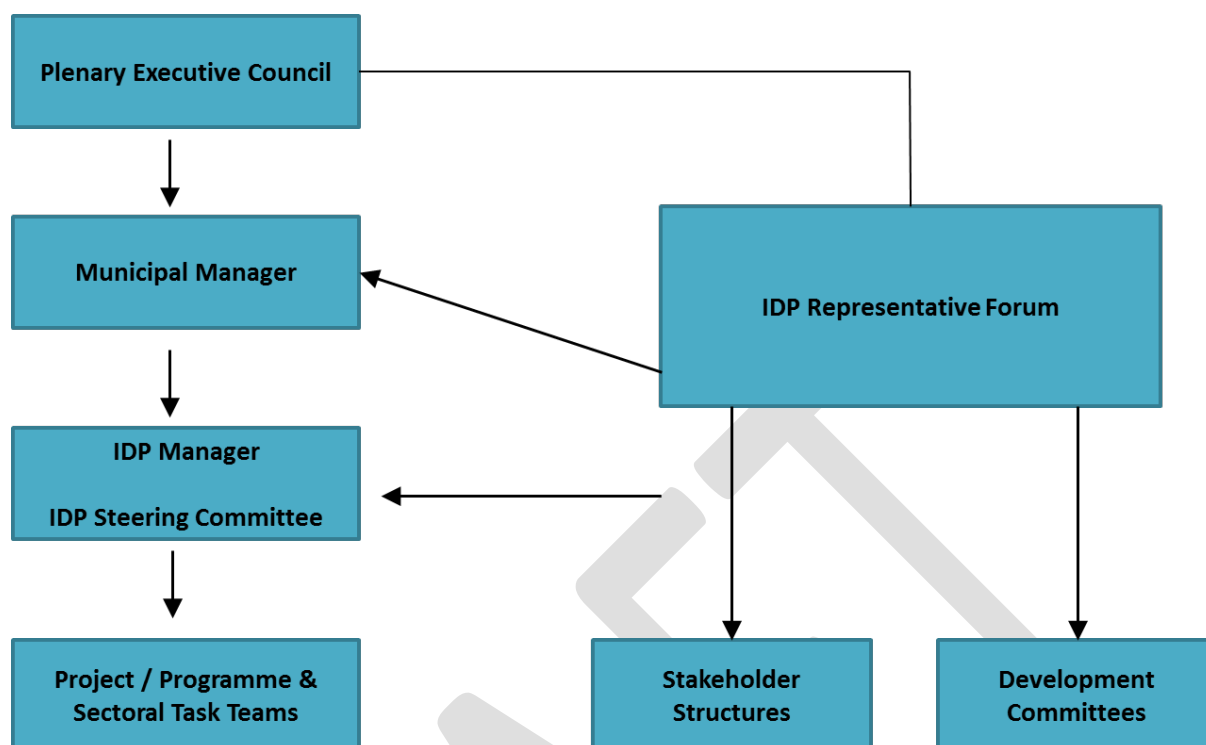 Plenary Executive Council
Municipal Manager
IDP Representative Forum
IDP Manager
IDP Steering Committee
Project / Programme &
Sectoral Task Teams
Stakeholder
Structures
Development
Committees